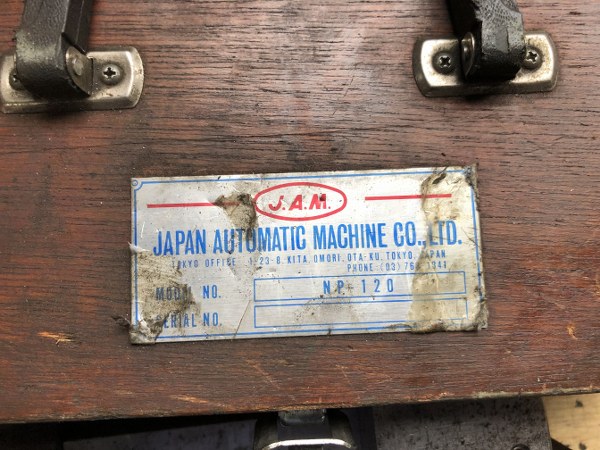 J.A.M.
JAPAN AUTOMATIC MACHINE CO., LTD.
TOKYO OFFICE 1-23-8, KITA, OMORI, OTA-KU, TOKYO, JAPAN
PHONE (03)
MODEL NO. NP-120
SERIAL NO.